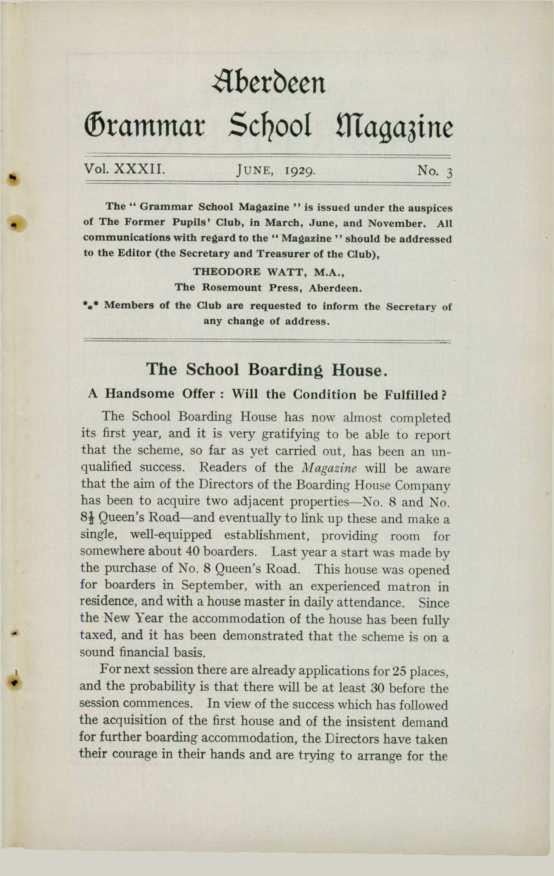 Aberdeen
Grammar School Magazine
Vol. XXXII. JUNE, 1929. No. 3
The " Grammar School Magazine " is issued under the auspices
of The Former Pupils' Club, in March, June, and November. All
communications with regard to the " Magazine " should be addressed
to the Editor (the Secretary and Treasurer of the Club),
THEODORE WATT, M.A.,
The Rosemount Press, Aberdeen.
*** Members of the Club are requested to inform the Secretary of
any change of address.
The School Boarding House.
A Handsome Offer : Will the Condition be Fulfilled ?
The School Boarding House has now almost completed
its first year, and it is very gratifying to be able to report
that the scheme, so far as yet carried out, has been an un-
qualified success. Readers of the Magazine will be aware
that the aim of the Directors of the Boarding House Company
has been to acquire two adjacent properties—No. 8 and No.
8½ Queen's Road—and eventually to link up these and make a
single, well-equipped establishment, providing room for
somewhere about 40 boarders. Last year a start was made by
the purchase of No. 8 Queen's Road. This house was opened
for boarders in September, with an experienced matron in
residence, and with a house master in daily attendance. Since
the New Year the accommodation of the house has been fully
taxed, and it has been demonstrated that the scheme is on a
sound financial basis.
For next session there are already applications for 25 places,
and the probability is that there will be at least 30 before the
session commences. In view of the success which has followed
the acquisition of the first house and of the insistent demand
for further boarding accommodation, the Directors have taken
their courage in their hands and are trying to arrange for the